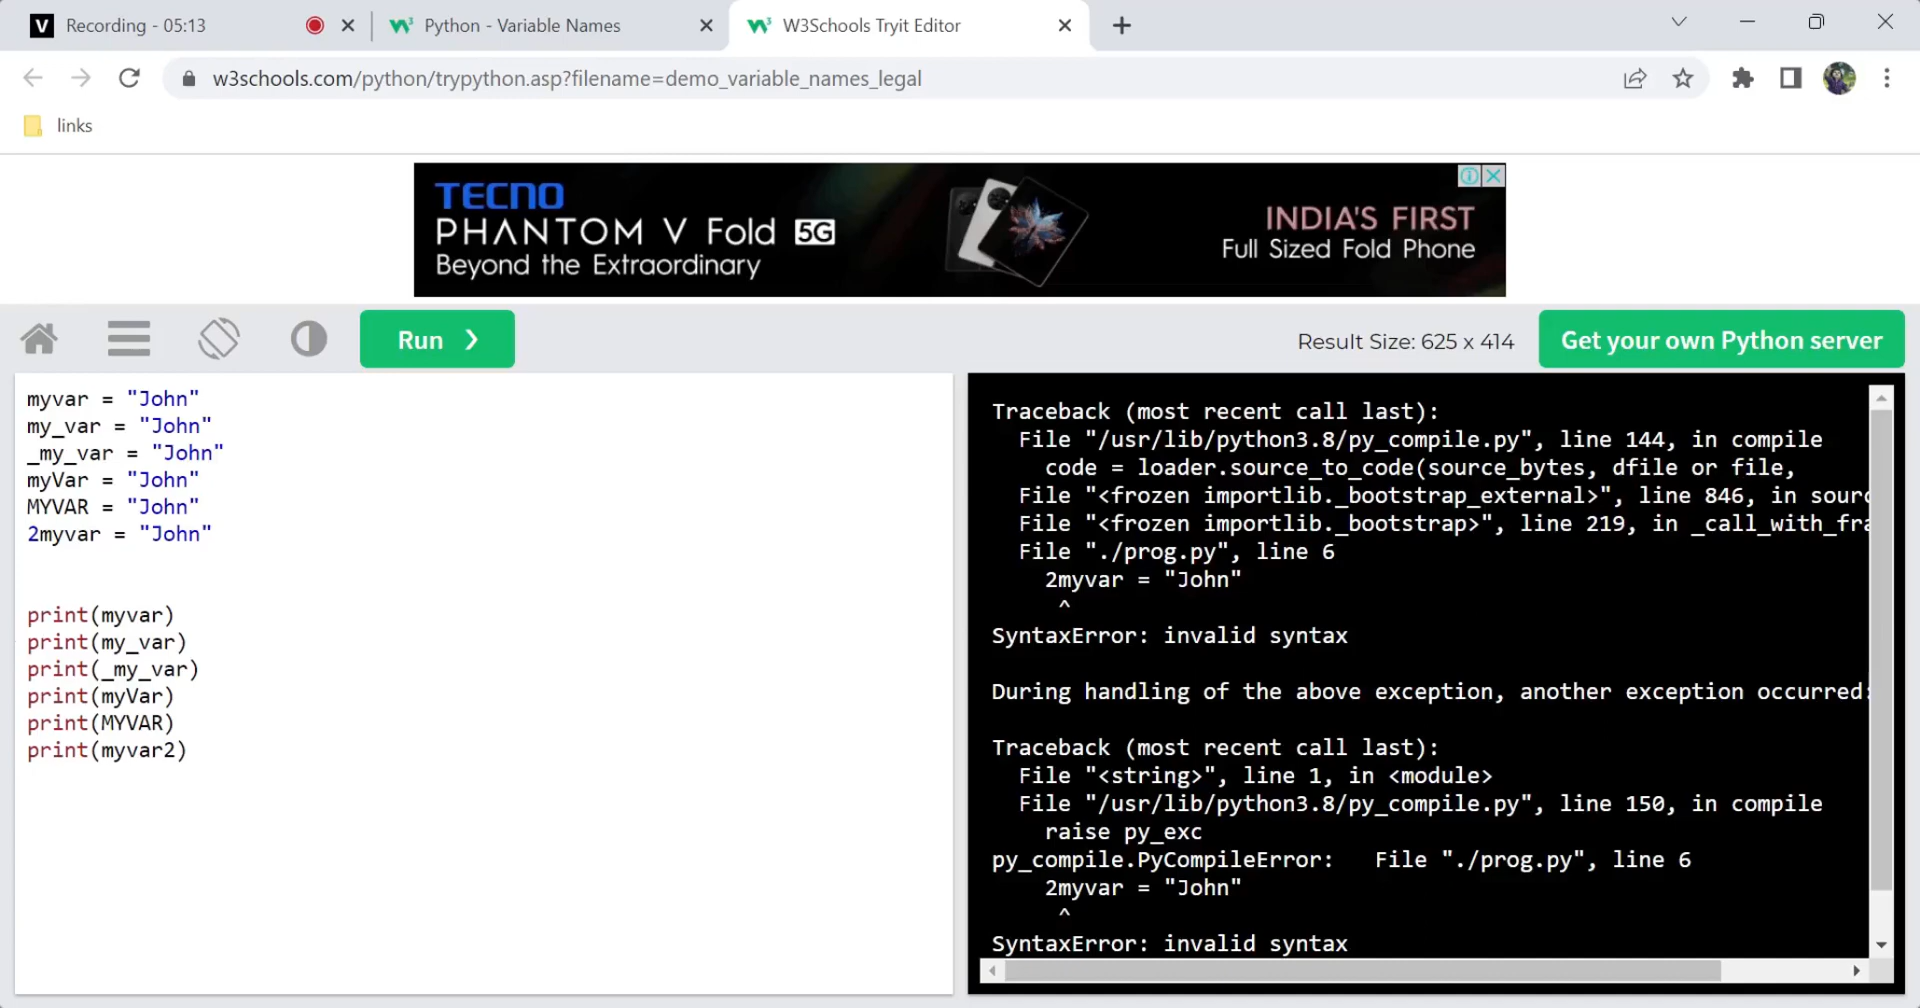 V Recording - 05:13
Python - Variable Names
W3Schools Tryit Editor
w3schools.com/python/trypython.asp?filename=demo_variable_names_legal
links
TECNO
PHANTOM V Fold 5G
Beyond the Extraordinary
INDIA'S FIRST
Full Sized Fold Phone
Run ❯
Result Size: 625 x 414
Get your own Python server
myvar = "John"
my_var = "John"
_my_var = "John"
myVar = "John"
MYVAR = "John"
2myvar = "John"
print(myvar)
print(my_var)
print(_my_var)
print(myVar)
print(MYVAR)
print(myvar2)
Traceback (most recent call last):
File "/usr/lib/python3.8/py_compile.py", line 144, in compile
code = loader.source_to_code(source_bytes, dfile or file,
File "<frozen importlib._bootstrap_external>", line 846, in sourc
File "<frozen importlib._bootstrap>", line 219, in _call_with_fra
File "./prog.py", line 6
2myvar = "John"
^
SyntaxError: invalid syntax
During handling of the above exception, another exception occurred:
Traceback (most recent call last):
File "<string>", line 1, in <module>
File "/usr/lib/python3.8/py_compile.py", line 150, in compile
raise py_exc
py_compile.PyCompileError:   File "./prog.py", line 6
2myvar = "John"
^
SyntaxError: invalid syntax